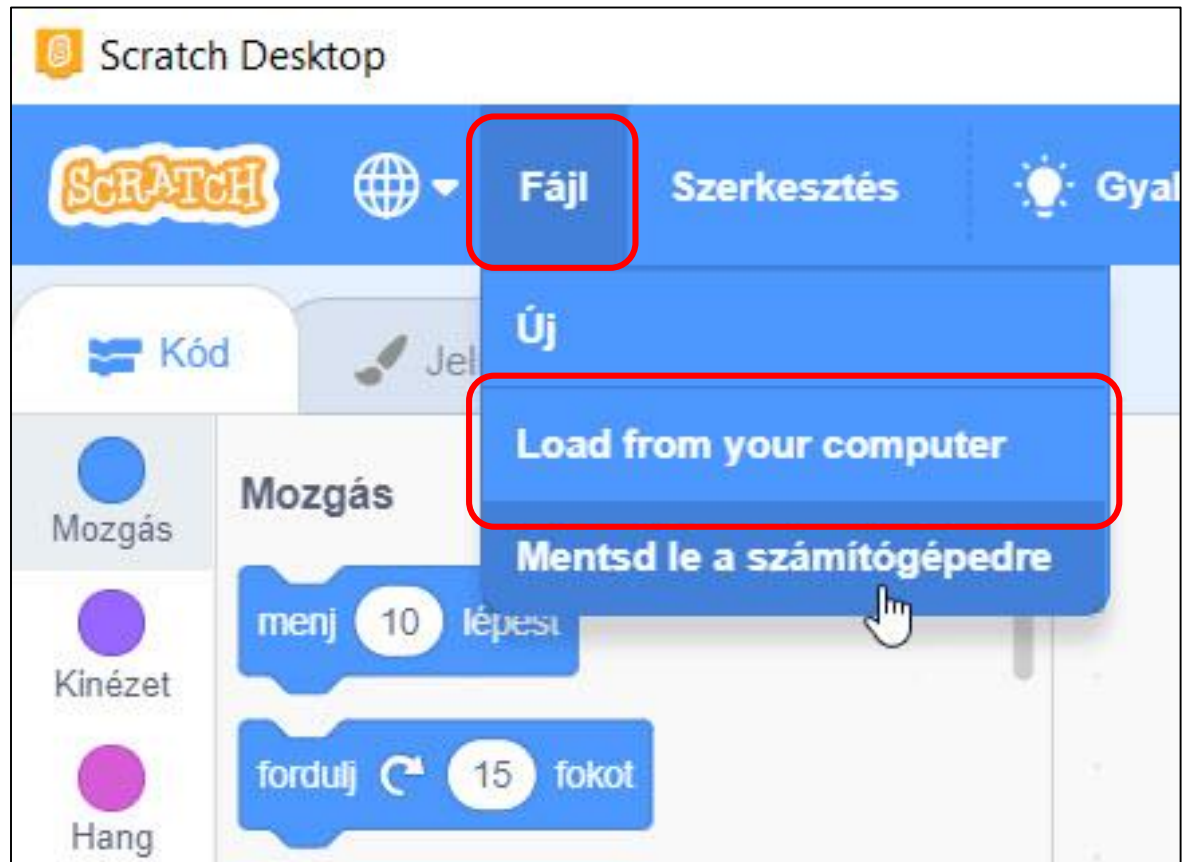 Scratch Desktop
SCRATCH Fájl Szerkesztés Gyal
Új
Kód Jel
Load from your computer
Mozgás
Mozgás
Mentsd le a számítógépedre
menj 10 lépést
Kinézet
fordulj 15 fokot
Hang